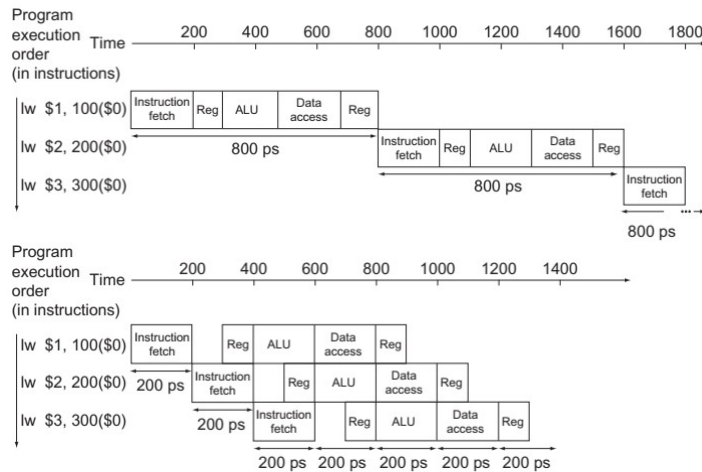 Program
execution
order
(in instructions)
Time
200 400 600 800 1000 1200 1400 1600 1800
lw $1, 100($0)
Instruction fetch
Reg
ALU
Data access
Reg
800 ps
lw $2, 200($0)
Instruction fetch
Reg
ALU
Data access
Reg
800 ps
lw $3, 300($0)
Instruction fetch
800 ps
...
Program
execution
order
(in instructions)
Time
200 400 600 800 1000 1200 1400
lw $1, 100($0)
Instruction fetch
Reg
ALU
Data access
Reg
200 ps
lw $2, 200($0)
Instruction fetch
Reg
ALU
Data access
Reg
200 ps
lw $3, 300($0)
Instruction fetch
Reg
ALU
Data access
Reg
200 ps 200 ps 200 ps 200 ps 200 ps